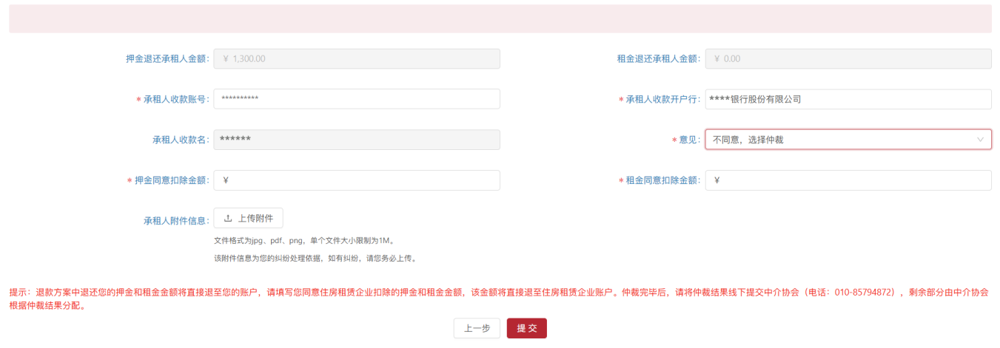 押金退还承租人金额: ¥ 1,300.00 租金退还承租人金额: ¥ 0.00
* 承租人收款账号: ********** * 承租人收款开户行: ****银行股份有限公司
承租人收款名: ****** * 意见: 不同意，选择仲裁
* 押金同意扣除金额: ¥ * 租金同意扣除金额: ¥
承租人附件信息: 上传附件
文件格式为jpg、pdf、png，单个文件大小限制为1M。
该附件信息为您的纠纷处理依据，如有纠纷，请您务必上传。
提示：退款方案中退还您的押金和租金金额将直接退至您的账户，请填写您同意住房租赁企业扣除的押金和租金金额，该金额将直接退至住房租赁企业账户。仲裁完毕后，请将仲裁结果线下提交中介协会（电话：010-85794872），剩余部分由中介协会
根据仲裁结果分配。
上一步 提 交